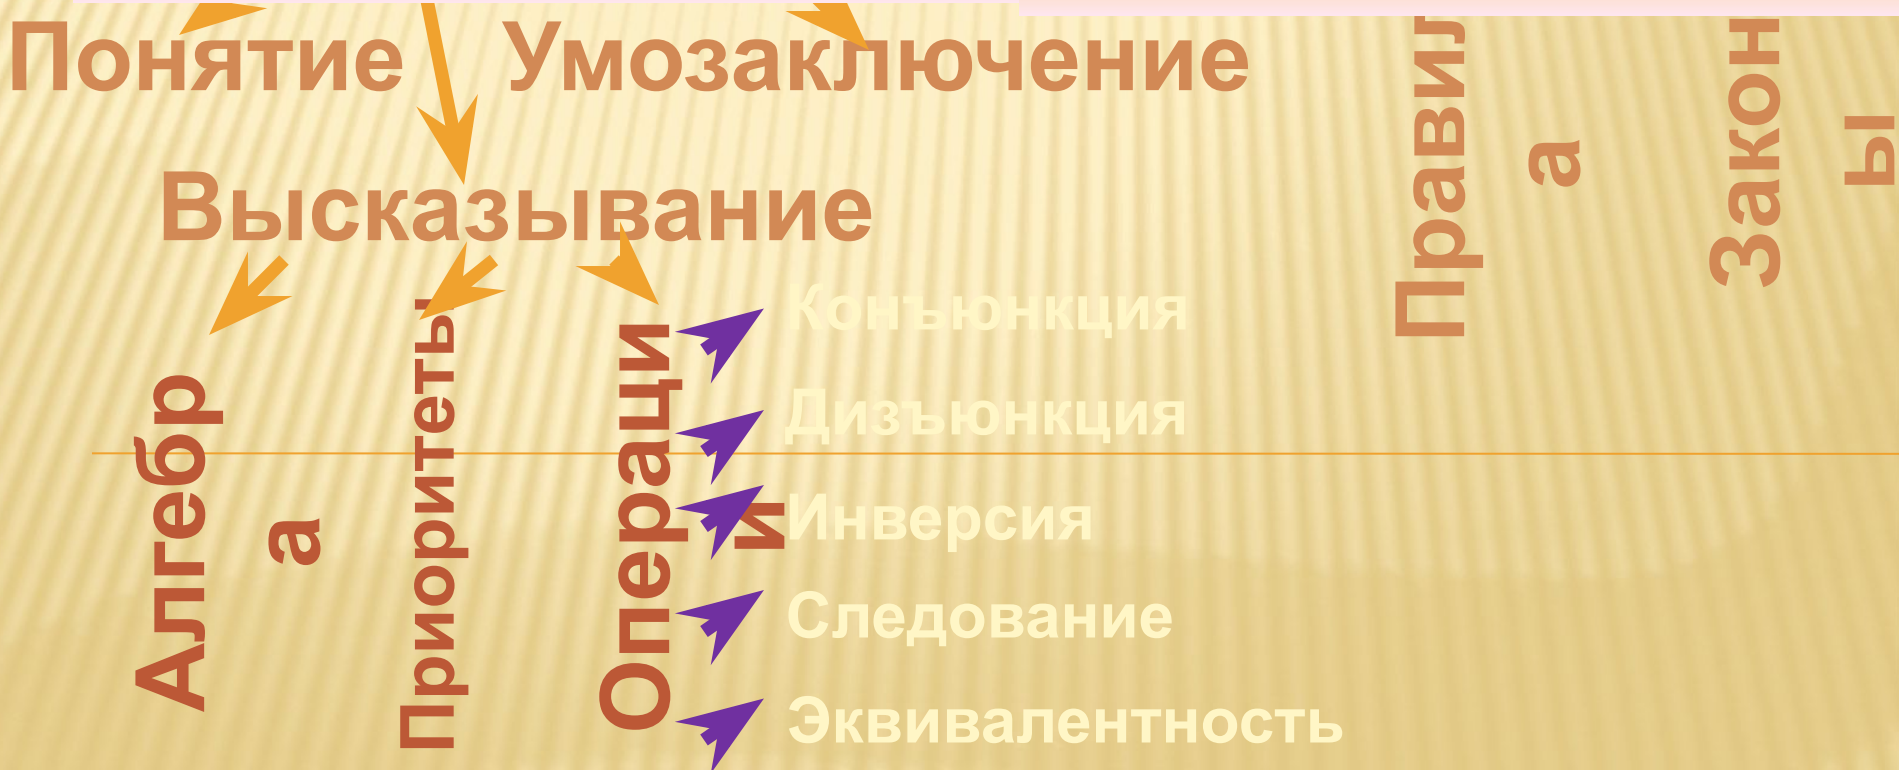 Понятие
Умозаключение
Правил
а
Закон
ы
Высказывание
Алгебр
а
Приоритеты
Операци
и
Конъюнкция
Дизъюнкция
Инверсия
Следование
Эквивалентность